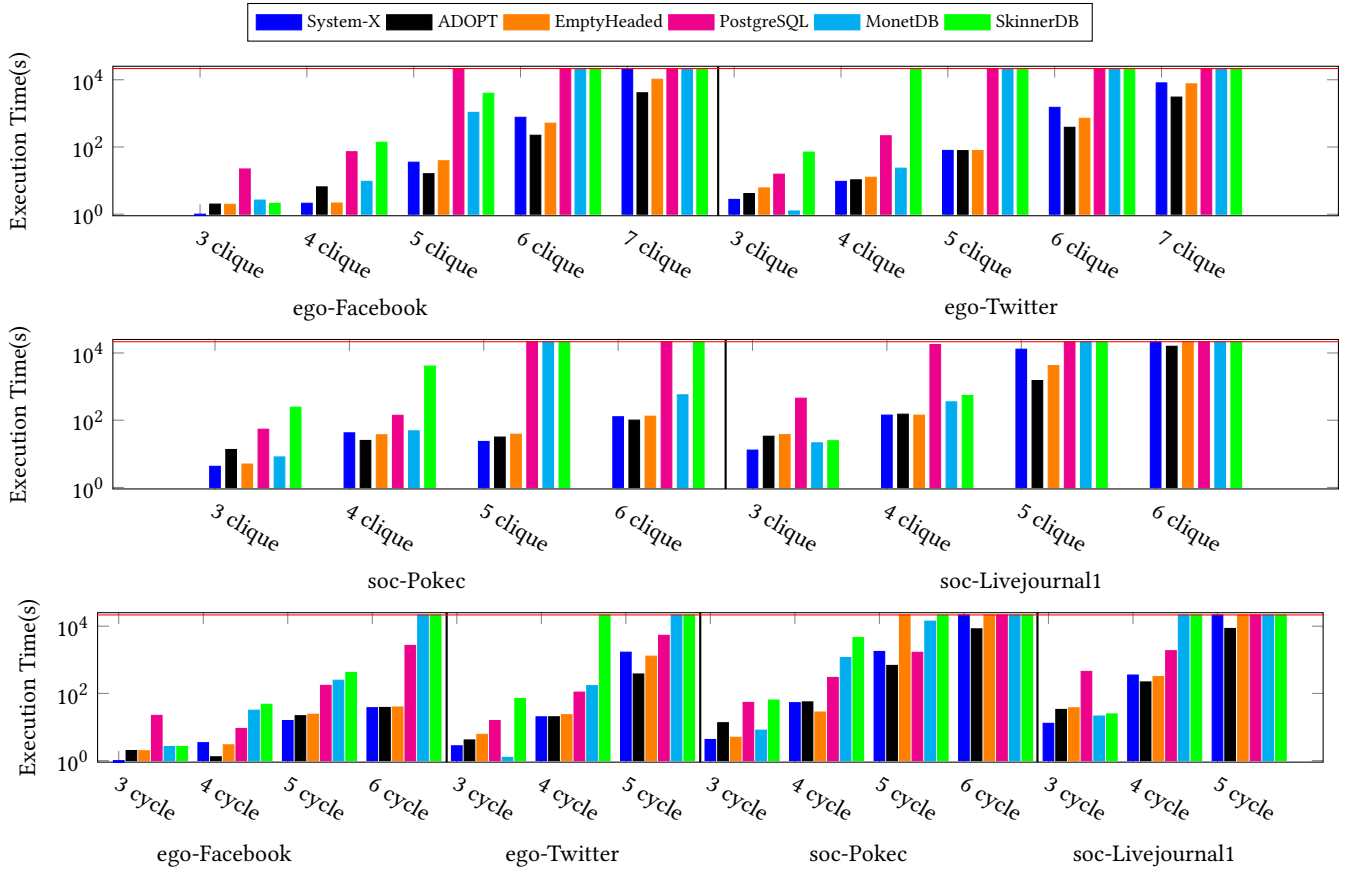 System-X ADOPT EmptyHeaded PostgreSQL MonetDB SkinnerDB
Execution Time(s)
10^4
10^2
10^0
3 clique 4 clique 5 clique 6 clique 7 clique 3 clique 4 clique 5 clique 6 clique 7 clique
ego-Facebook ego-Twitter
Execution Time(s)
10^4
10^2
10^0
3 clique 4 clique 5 clique 6 clique 3 clique 4 clique 5 clique 6 clique
soc-Pokec soc-Livejournal1
Execution Time(s)
10^4
10^2
10^0
3 cycle 4 cycle 5 cycle 6 cycle 3 cycle 4 cycle 5 cycle 3 cycle 4 cycle 5 cycle 6 cycle 3 cycle 4 cycle 5 cycle
ego-Facebook ego-Twitter soc-Pokec soc-Livejournal1